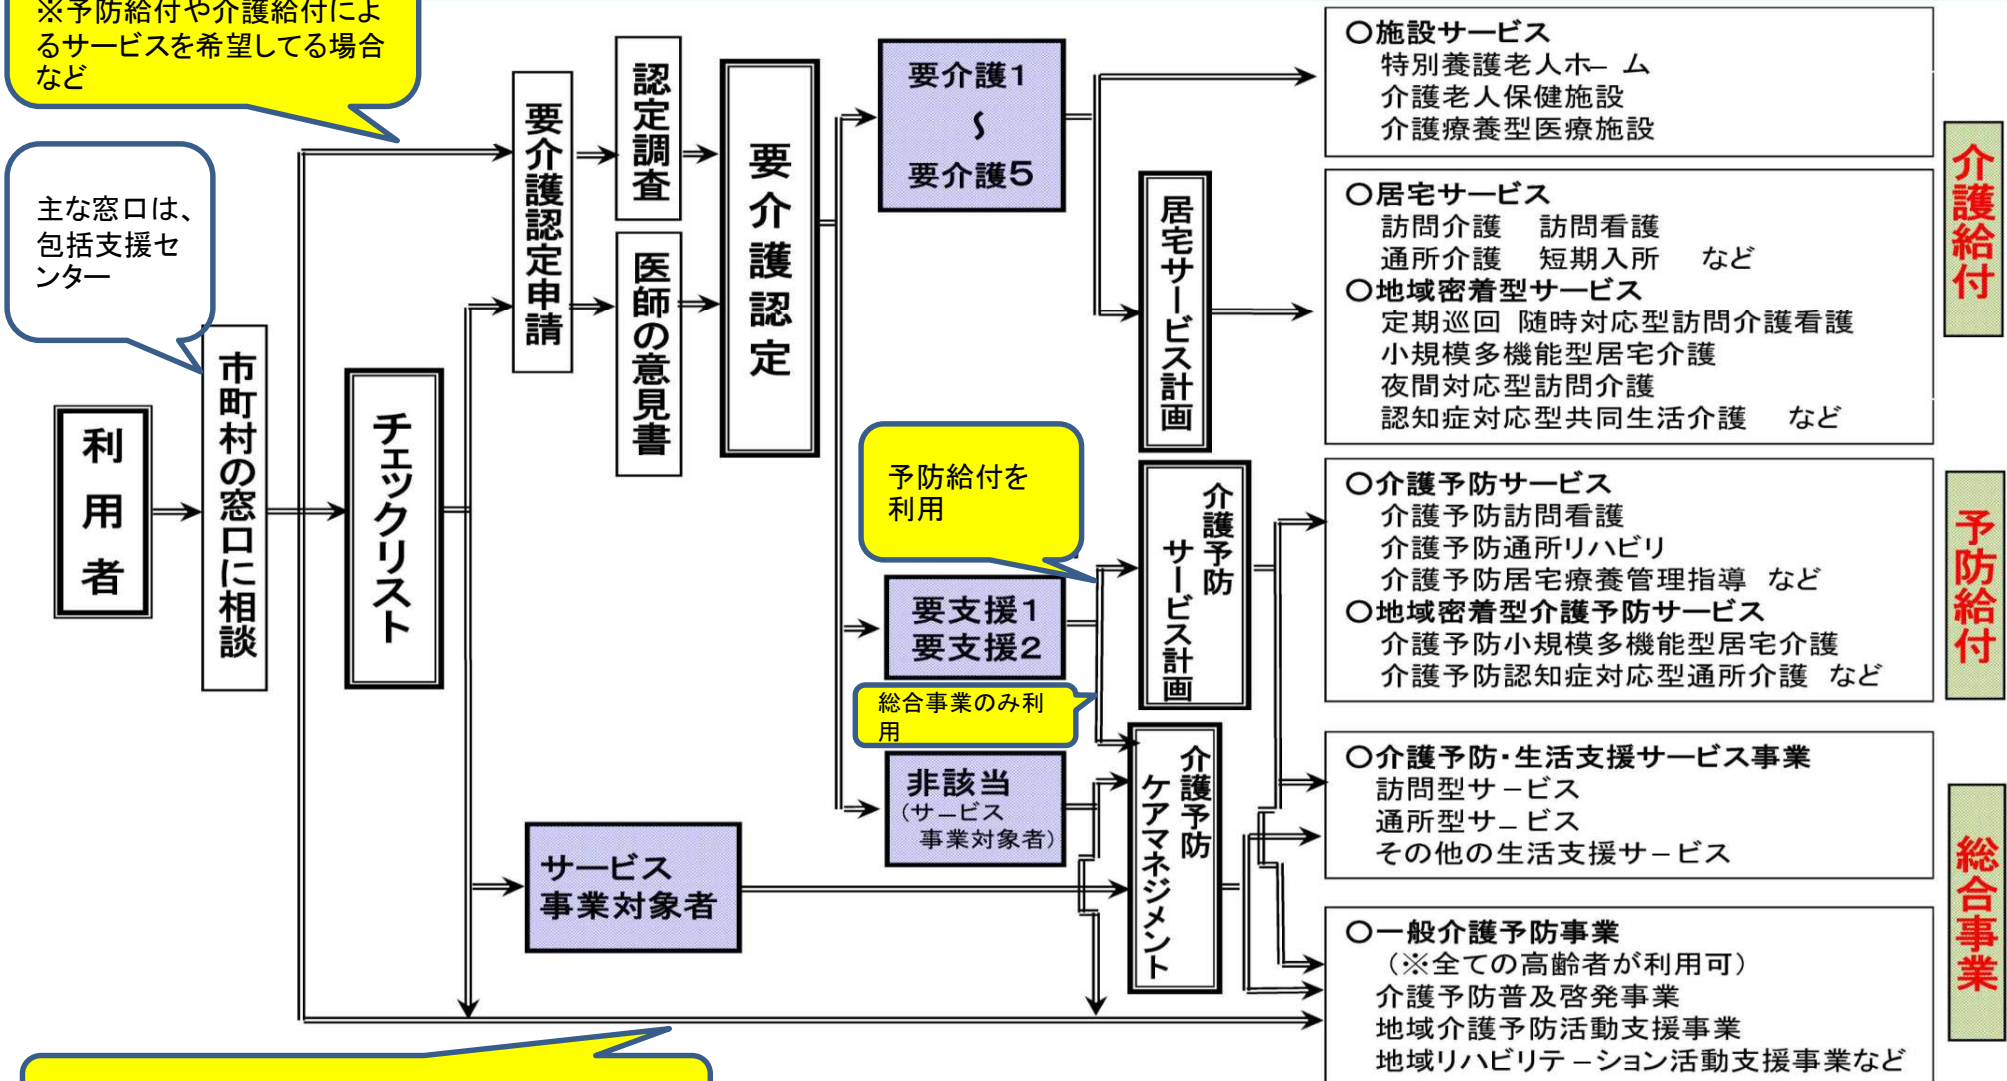 ※予防給付や介護給付によ
るサービスを希望してる場合
など
主な窓口は、
包括支援セ
ンター
利用者
市町村の窓口に相談
チェックリスト
要介護認定申請
認定調査
医師の意見書
要介護認定
要介護1
〜
要介護5
予防給付を
利用
要支援1
要支援2
総合事業のみ利
用
非該当
（サービス
事業対象者）
サービス
事業対象者
居宅サービス計画
介護予防
サービス計画
介護予防
ケアマネジメント
〇施設サービス
特別養護老人ホーム
介護老人保健施設
介護療養型医療施設
〇居宅サービス
訪問介護 訪問看護
通所介護 短期入所 など
〇地域密着型サービス
定期巡回 随時対応型訪問介護看護
小規模多機能型居宅介護
夜間対応型訪問介護
認知症対応型共同生活介護 など
介護給付
〇介護予防サービス
介護予防訪問看護
介護予防通所リハビリ
介護予防居宅療養管理指導 など
〇地域密着型介護予防サービス
介護予防小規模多機能型居宅介護
介護予防認知症対応型通所介護 など
予防給付
〇介護予防・生活支援サービス事業
訪問型サービス
通所型サービス
その他の生活支援サービス
〇一般介護予防事業
（※全ての高齢者が利用可）
介護予防普及啓発事業
地域介護予防活動支援事業
地域リハビリテーション活動支援事業など
総合事業